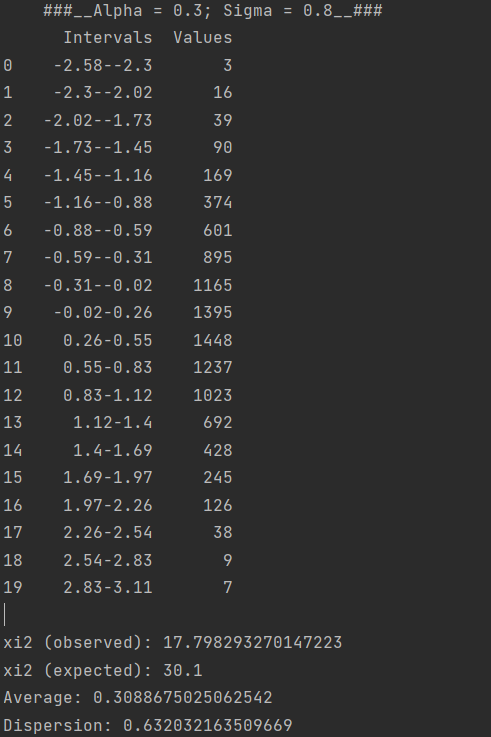 ###__Alpha = 0.3; Sigma = 0.8__###
Intervals Values
0 -2.58--2.3 3
1 -2.3--2.02 16
2 -2.02--1.73 39
3 -1.73--1.45 90
4 -1.45--1.16 169
5 -1.16--0.88 374
6 -0.88--0.59 601
7 -0.59--0.31 895
8 -0.31--0.02 1165
9 -0.02-0.26 1395
10 0.26-0.55 1448
11 0.55-0.83 1237
12 0.83-1.12 1023
13 1.12-1.4 692
14 1.4-1.69 428
15 1.69-1.97 245
16 1.97-2.26 126
17 2.26-2.54 38
18 2.54-2.83 9
19 2.83-3.11 7
xi2 (observed): 17.798293270147223
xi2 (expected): 30.1
Average: 0.3088675025062542
Dispersion: 0.632032163509669